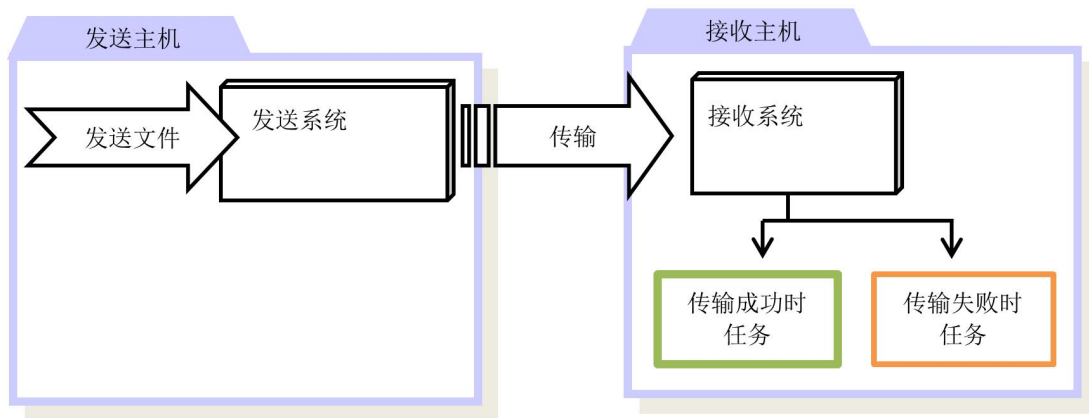 发送主机
发送文件
发送系统
传输
接收主机
接收系统
传输成功时
任务
传输失败时
任务